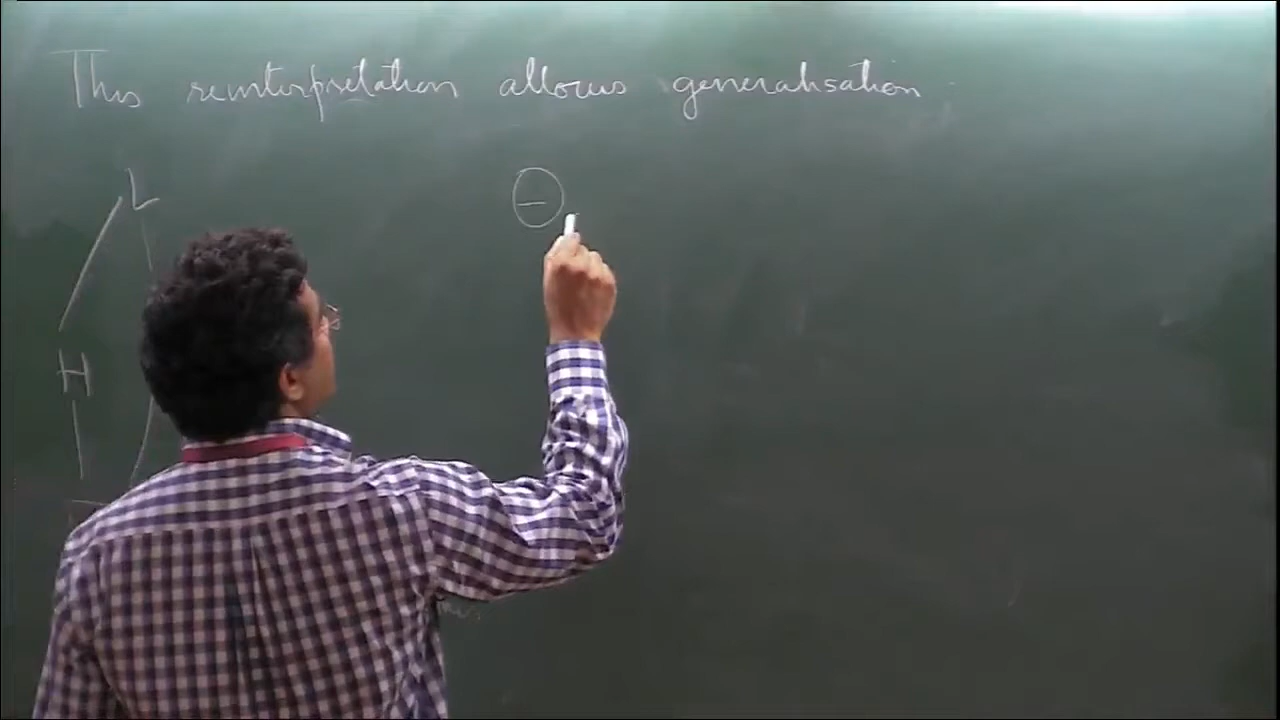 This reinterpretation allows generalisation.
L
Θ
H